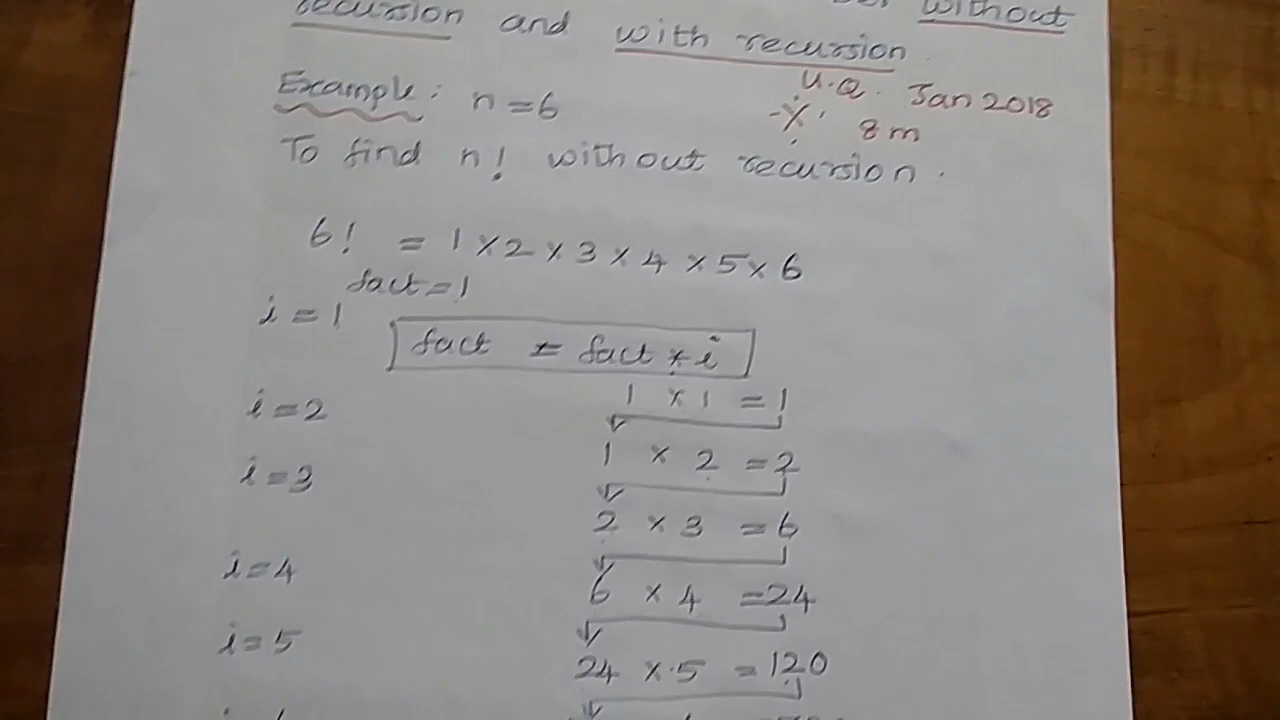 without
recursion and with recursion
U.Q. Jan 2018
8m
Example: n=6
To find n! without recursion.
6! = 1 × 2 × 3 × 4 × 5 × 6
fact=1
i=1
fact = fact * i
1 × 1 = 1
i=2
1 × 2 = 2
i=3
2 × 3 = 6
i=4
6 × 4 = 24
i=5
24 × 5 = 120